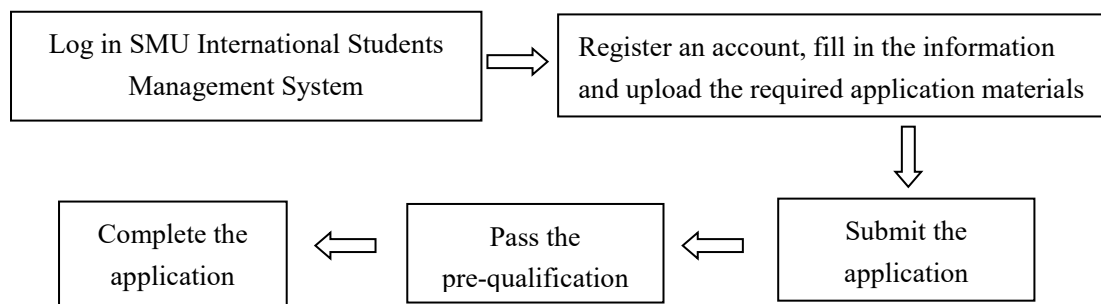 Log in SMU International Students
Management System
Register an account, fill in the information
and upload the required application materials
Submit the
application
Pass the
pre-qualification
Complete the
application